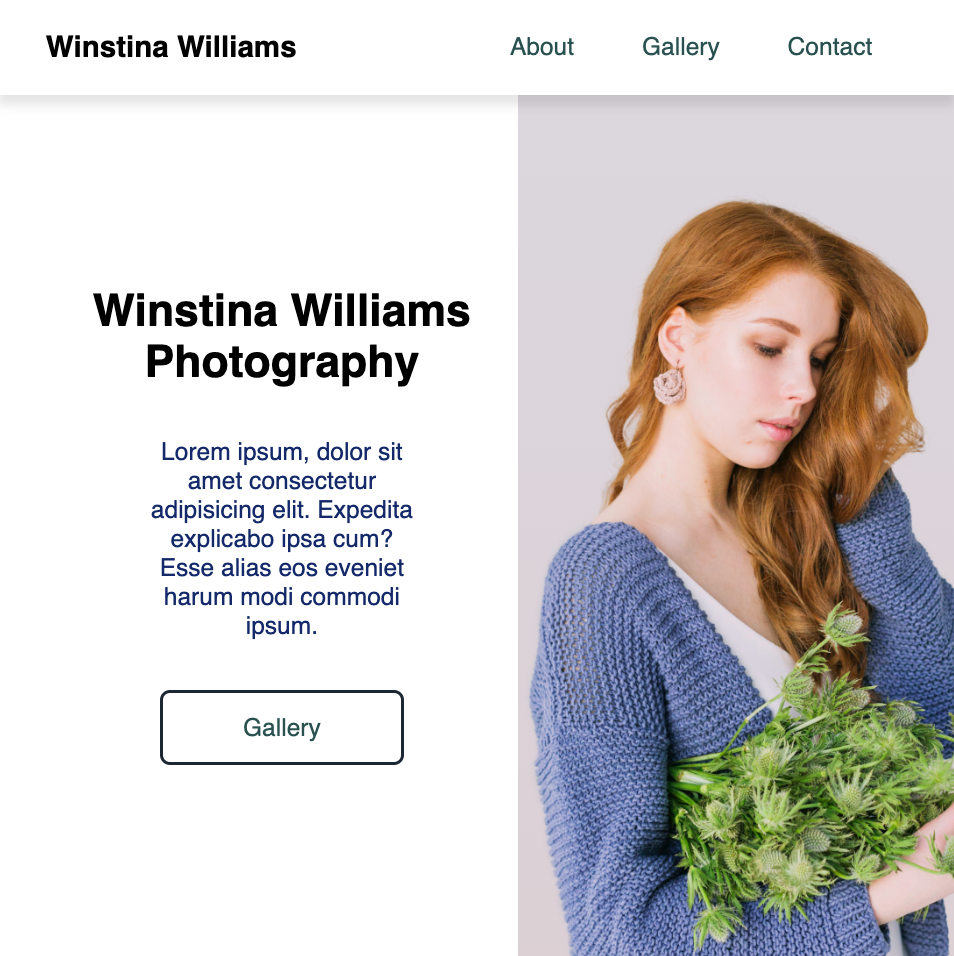 Winstina Williams
About
Gallery
Contact
Winstina Williams
Photography
Lorem ipsum, dolor sit
amet consectetur
adipisicing elit. Expedita
explicabo ipsa cum?
Esse alias eos eveniet
harum modi commodi
ipsum.
Gallery